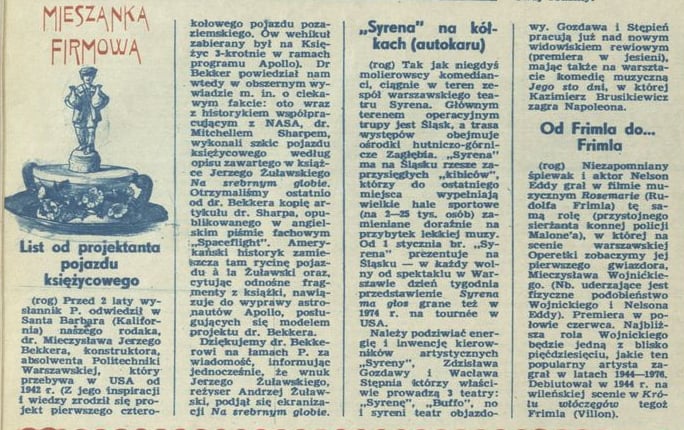 MIESZANKA
FIRMOWA
List od projektanta
pojazdu
księżycowego
(rog) Przed 2 laty wy-
słannik P. odwiedził w
Santa Barbara (Kalifor-
nia) naszego rodaka,
dr. Mieczysława Jerzego
Bekkera, konstruktora,
absolwenta Politechniki
Warszawskiej, który
przebywa w USA od
1942 r. (Z jego inspiracji
i wiedzy zrodził się pro-
jekt pierwszego cztero-
kołowego pojazdu poza-
ziemskiego. Ów wehikuł
zabierany był na Księ-
życ 3-krotnie w ramach
programu Apollo). Dr
Bekker powiedział nam
wtedy w obszernym wy-
wiadzie m. in. o cieka-
wym fakcie: oto wraz
z historykiem współpra-
cującym z NASA, dr.
Mitchellem Sharpem,
wykonali szkic pojazdu
księżycowego według
opisu zawartego w książ-
ce Jerzego Żuławskiego
Na srebrnym globie.
Otrzymaliśmy ostatnio
od dr. Bekkera kopię ar-
tykułu dr. Sharpa, opu-
blikowanego w angiel-
skim piśmie fachowym
„Spaceflight”. Amery-
kański historyk zamie-
szcza tam rycinę pojaz-
du à la Żuławski oraz,
cytując odnośne frag-
menty z książki, nawią-
zuje do wyprawy astro-
nautów Apollo, posłu-
gujących się modelem
projektu dr. Bekkera.
Dziękujemy dr. Bekke-
rowi na łamach P. za
wiadomość, informując
jednocześnie, że wnuk
Jerzego Żuławskiego,
reżyser Andrzej Żuław-
ski, podjął się ekraniza-
cji Na srebrnym globie.
„Syrena” na kół-
kach (autokaru)
(rog) Tak jak niegdyś
molierowscy komedian-
ci, ciągnie w teren ze-
spół warszawskiego tea-
tru Syrena. Głównym
terenem operacyjnym
trupy jest Śląsk, a trasa
występów obejmuje
ośrodki hutniczo-górni-
cze Zagłębia. „Syrena”
ma na Śląsku rzesze za-
przysięgłych „kibiców”,
którzy do ostatniego
miejsca wypełniają
wielkie hale sportowe
(na 2—25 tys. osób) za-
mieniane doraźnie na
przybytek lekkiej muzy.
Od 1 stycznia br. „Sy-
rena” prezentuje na
Śląsku — w każdy wol-
ny od spektaklu w War-
szawie dzień tygodnia
przedstawienie Syrena
ma głos grane też w
1974 r. na tournée w
USA.
Należy podziwiać ener-
gię i inwencję kierow-
ników artystycznych
„Syreny”, Zdzisława
Gozdawy i Wacława
Stępnia którzy właści-
wie prowadzą 3 teatry:
„Syrenę”, „Buffo”, no
i syreni teatr objazdo-
wy. Gozdawa i Stępień
pracują już nad nowym
widowiskiem rewiowym
(premiera w jesieni),
mając także na warszta-
cie komedię muzyczną
Jego sto dni, w której
Kazimierz Brusikiewicz
zagra Napoleona.
Od Frimla do...
Frimla
(rog) Niezapomniany
śpiewak i aktor Nelson
Eddy grał w filmie mu-
zycznym Rosemarie (Ru-
dolfa Frimla) tę sa-
mą rolę (przystojnego
sierżanta konnej policji
Malone'a), w której na
scenie warszawskiej
Operetki zobaczymy jej
pierwszego gwiazdora,
Mieczysława Wojnickie-
go. (Nb. uderzające jest
fizyczne podobieństwo
Wojnickiego i Nelsona
Eddy). Premiera w po-
łowie czerwca. Najbliż-
sza rola Wojnickiego
będzie jedną z blisko
pięćdziesięciu, jakie ten
popularny artysta za-
grał w latach 1944—1976.
Debiutował w 1944 r. na
wileńskiej scenie w Kró-
lu włóczęgów tegoż
Frimla (Villon).